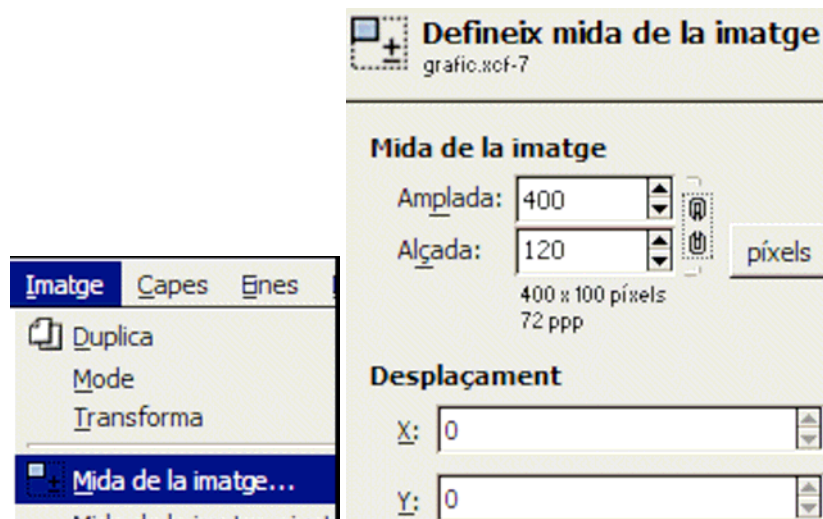 Imatge Capes Eines
Duplica
Mode
Transforma
Mida de la imatge...
Defineix mida de la imatge
grafic.xcf-7
Mida de la imatge
Amplada: 400
Alçada: 120 píxels
400 x 100 píxels
72 ppp
Desplaçament
X: 0
Y: 0